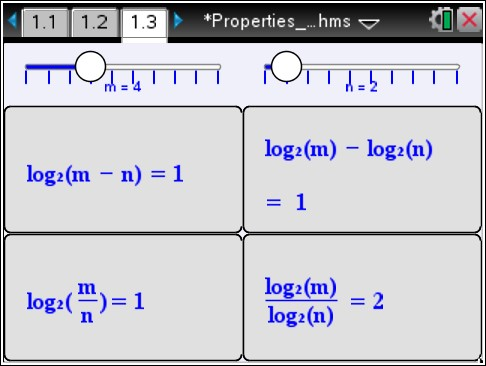 1.1 1.2 1.3 *Properties_...hms
m = 4 n = 2
log₂(m − n) = 1
log₂(m) − log₂(n)
= 1
log₂(m/n) = 1
log₂(m)/log₂(n) = 2